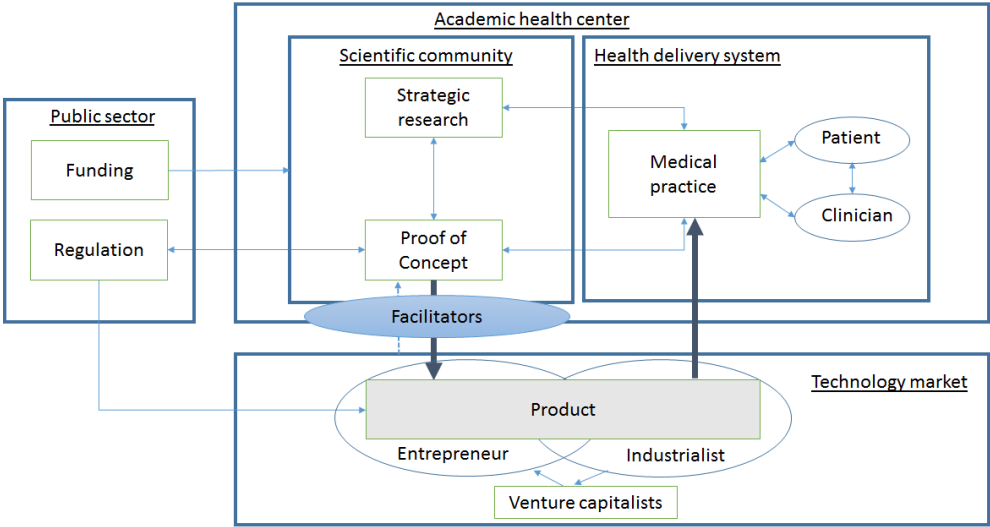 Academic health center
Scientific community
Health delivery system
Public sector
Strategic
research
Funding
Medical
practice
Patient
Clinician
Regulation
Proof of
Concept
Facilitators
Technology market
Product
Entrepreneur
Industrialist
Venture capitalists